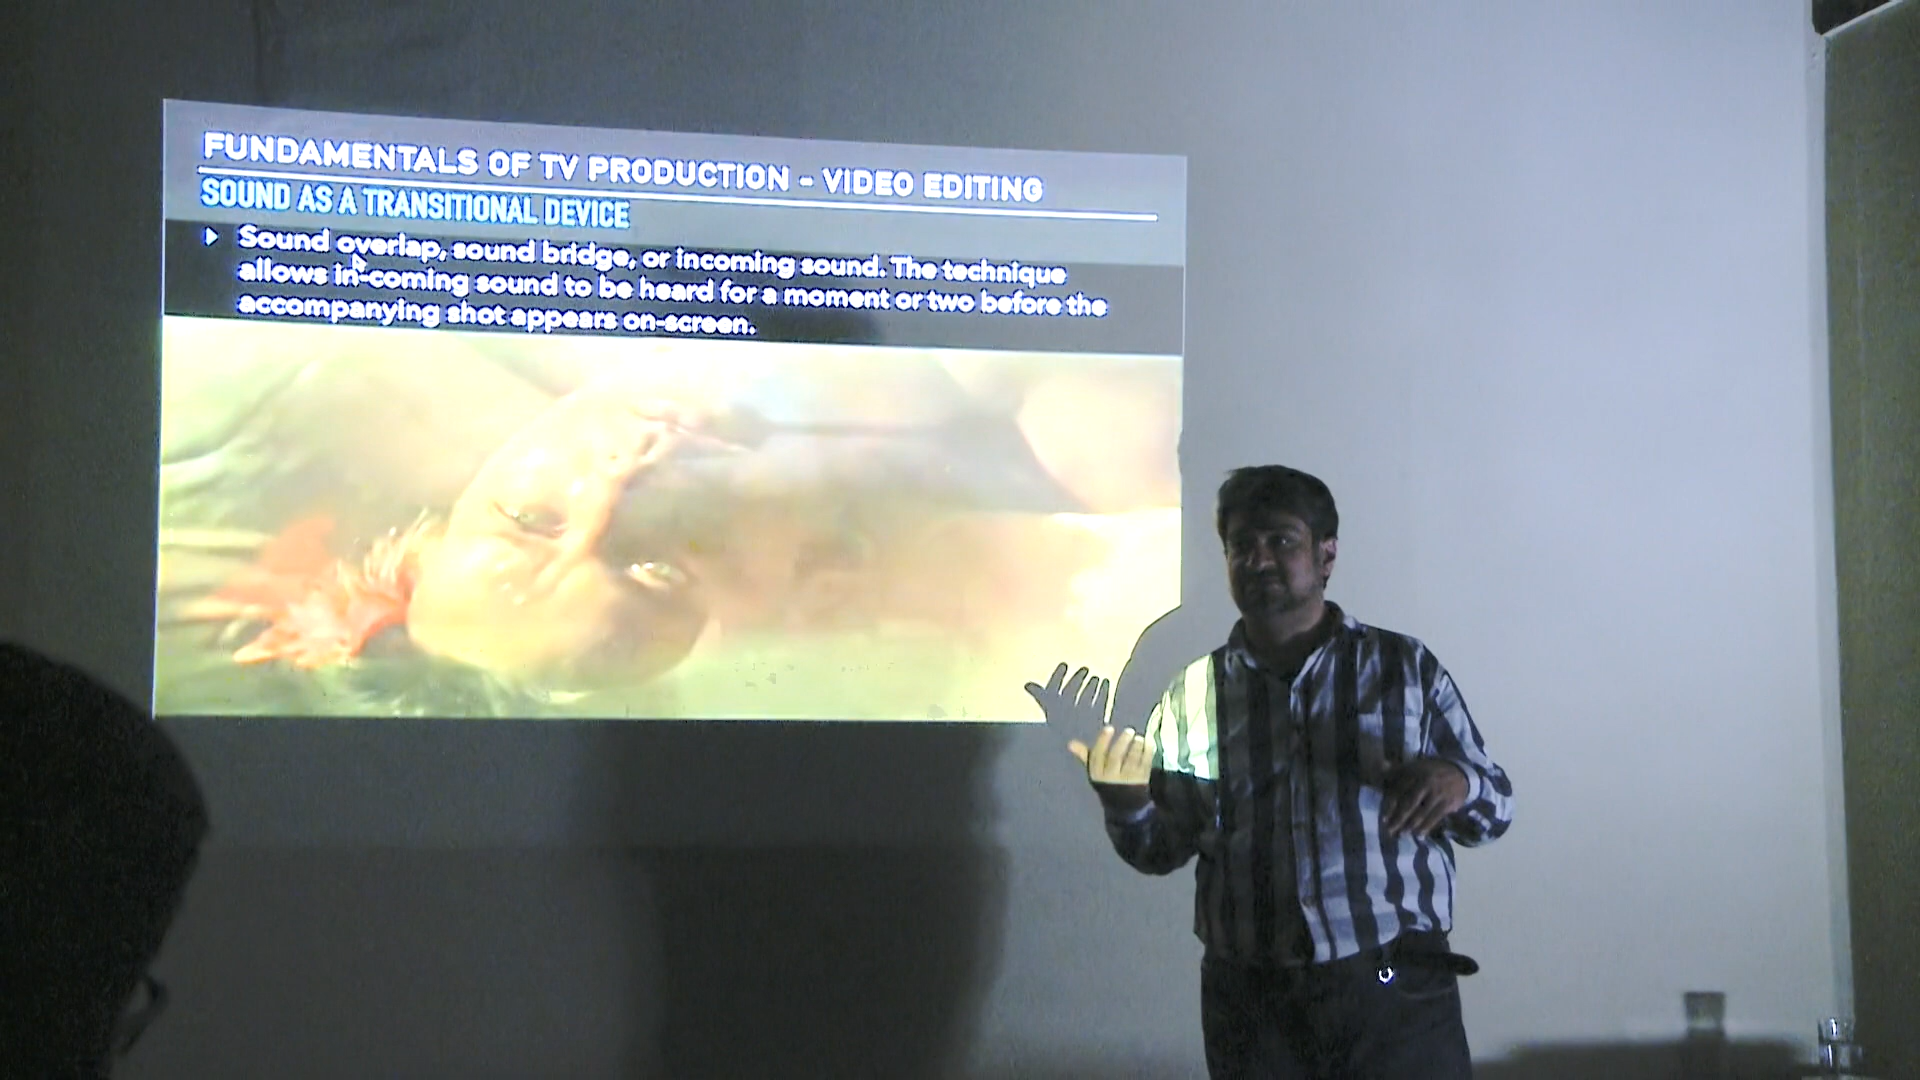 FUNDAMENTALS OF TV PRODUCTION - VIDEO EDITING
SOUND AS A TRANSITIONAL DEVICE
Sound overlap, sound bridge, or incoming sound. The technique
allows in-coming sound to be heard for a moment or two before the
accompanying shot appears on-screen.